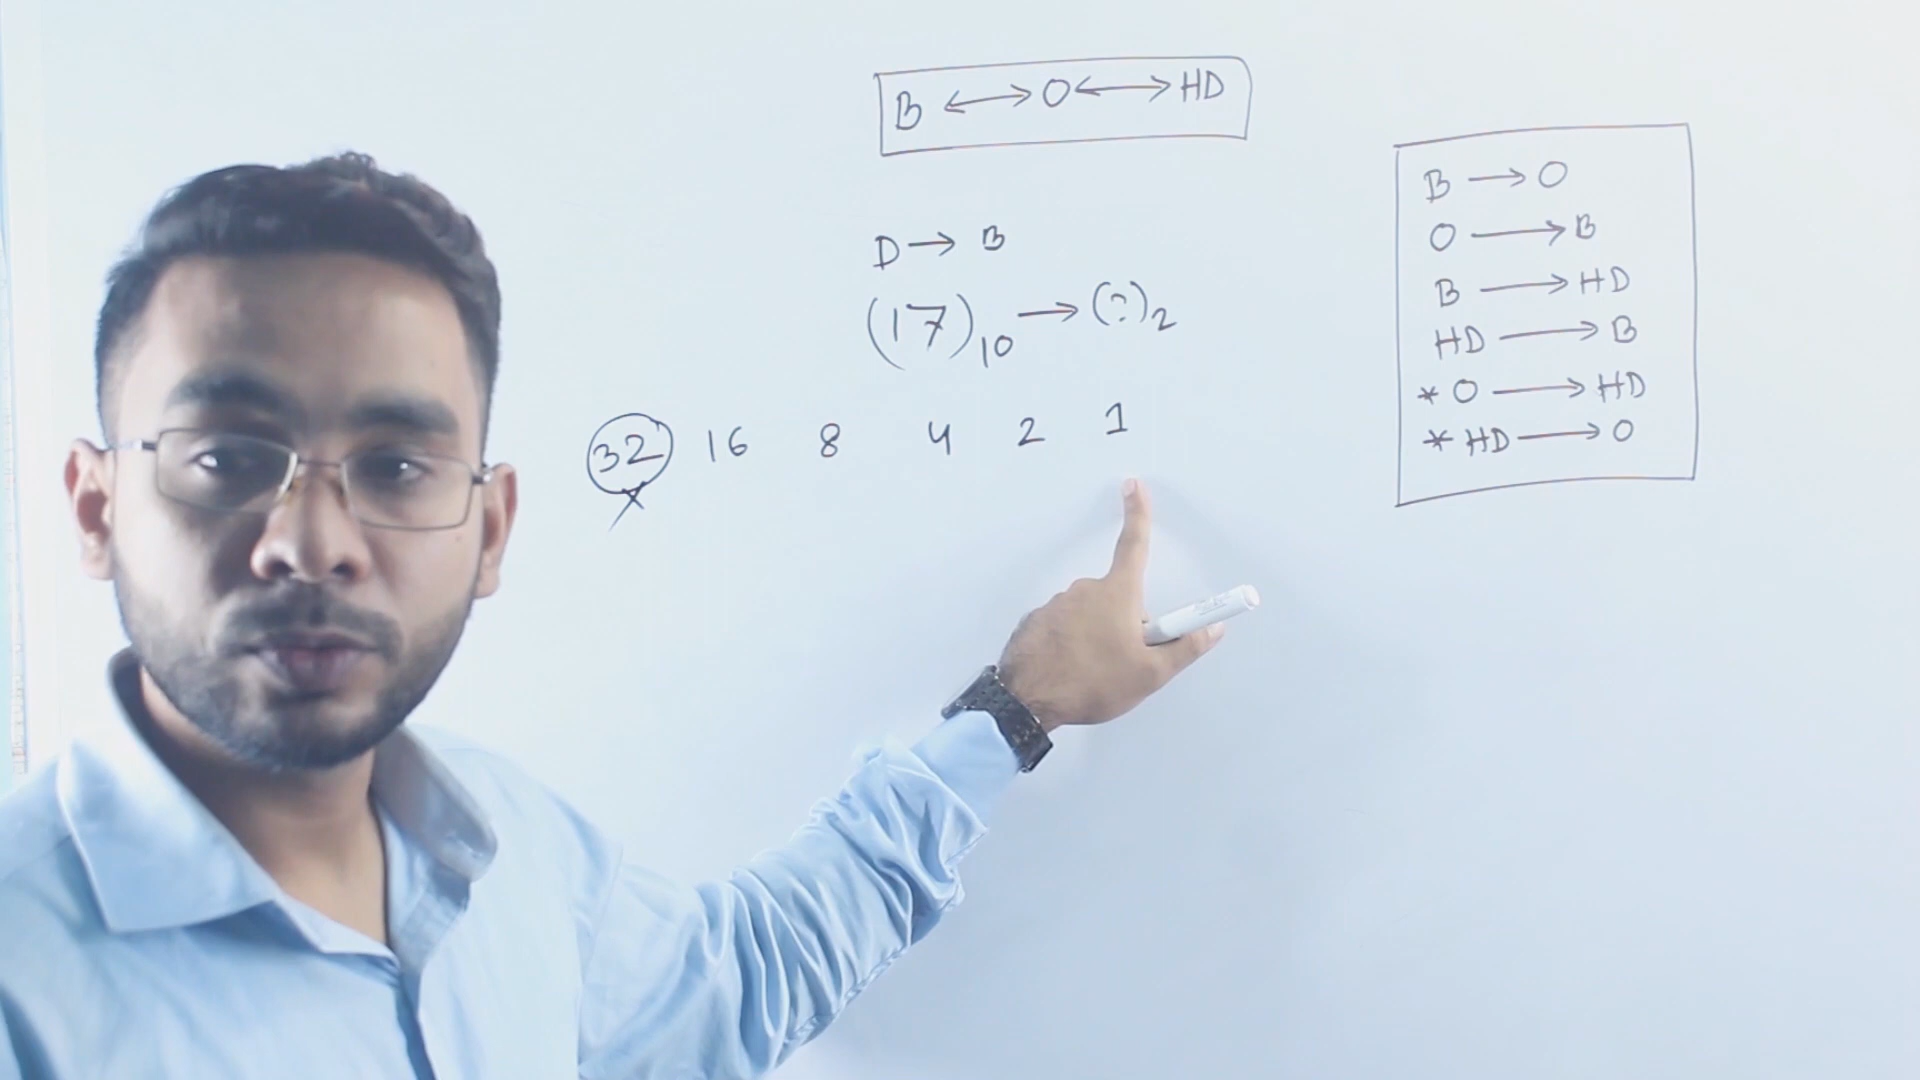 B ⟷ O ⟷ HD
D → B
(17)₁₀ → (?)₂
32 16 8 4 2 1
B → O
O → B
B → HD
HD → B
* O → HD
* HD → O